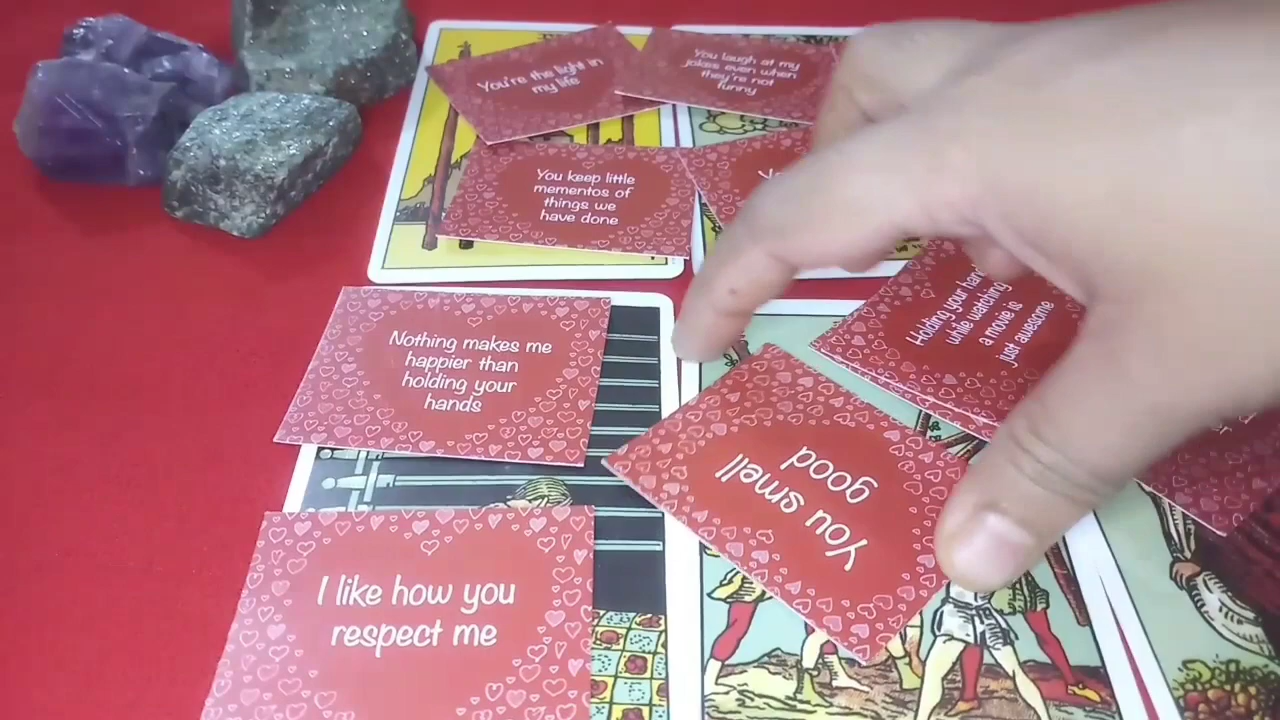 You're the light in
my life
You laugh at my
jokes even when
they're not
funny
You keep little
mementos of
things we
have done
Nothing makes me
happier than
holding your
hands
Holding your hand
while watching
a movie is
just awesome
You smell
good
I like how you
respect me